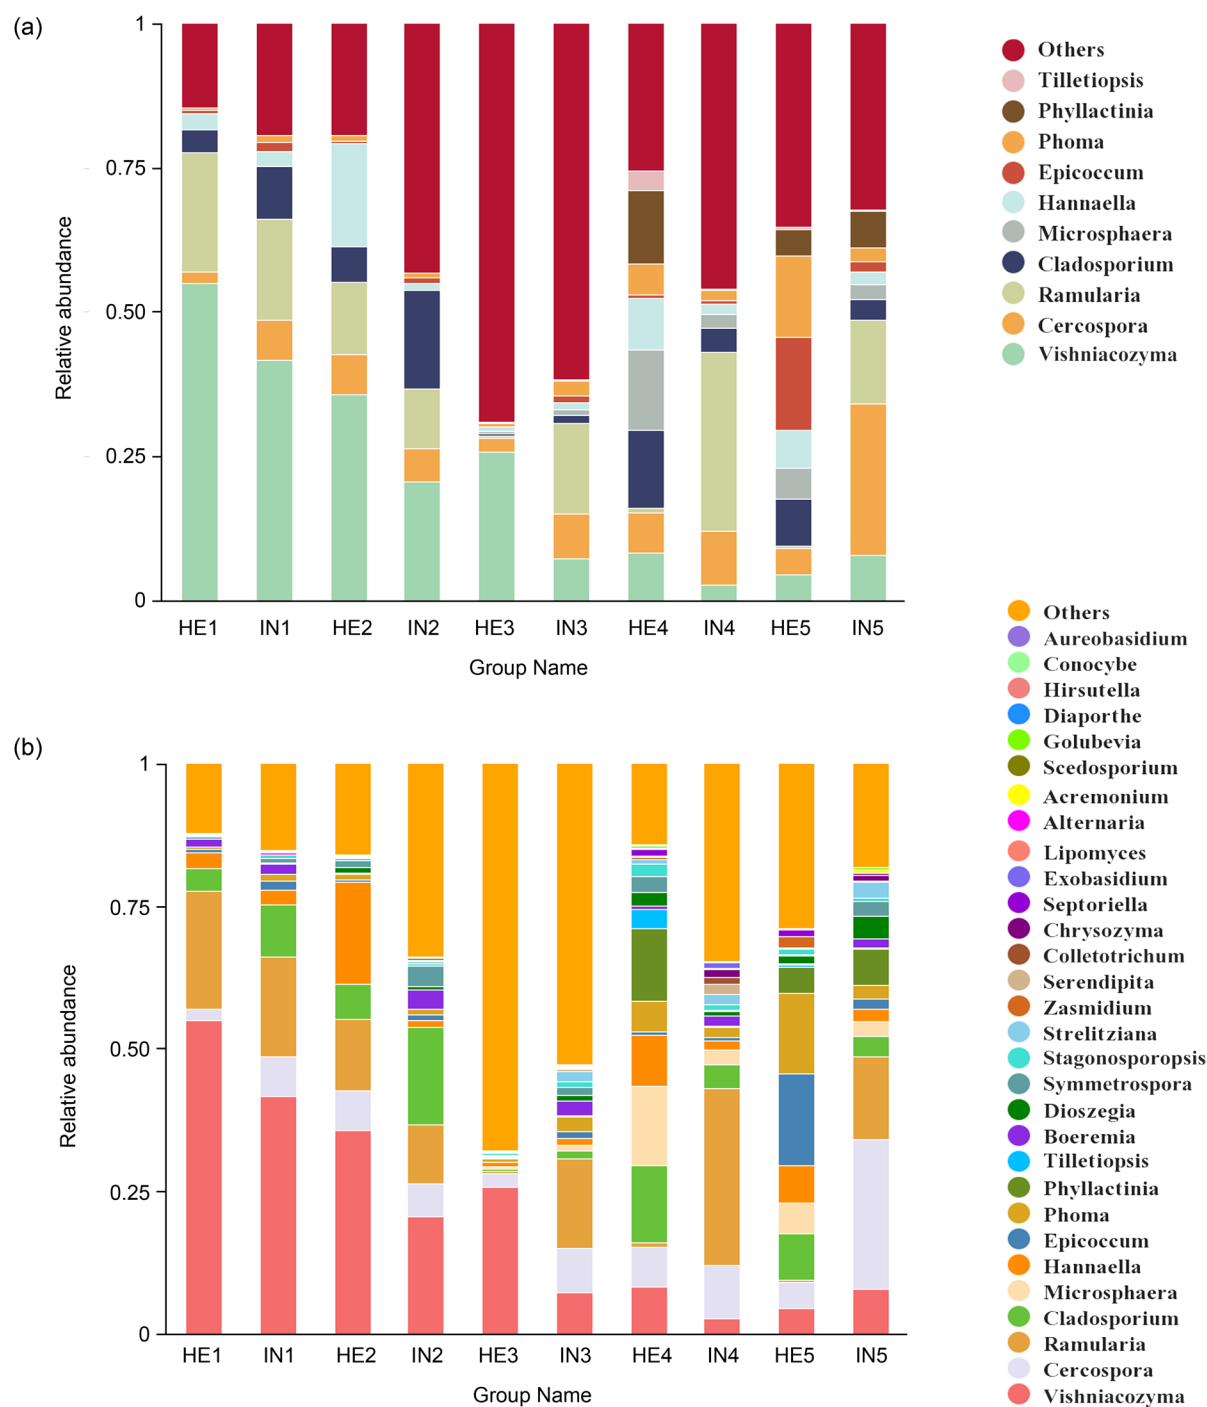 (a)
1
0.75
0.50
0.25
0
Relative abundance
HE1 IN1 HE2 IN2 HE3 IN3 HE4 IN4 HE5 IN5
Group Name
Others
Tilletiopsis
Phyllactinia
Phoma
Epicoccum
Hannaella
Microsphaera
Cladosporium
Ramularia
Cercospora
Vishniacozyma
(b)
1
0.75
0.50
0.25
0
Relative abundance
HE1 IN1 HE2 IN2 HE3 IN3 HE4 IN4 HE5 IN5
Group Name
Others
Aureobasidium
Conocybe
Hirsutella
Diaporthe
Golubevia
Scedosporium
Acremonium
Alternaria
Lipomyces
Exobasidium
Septoriella
Chrysozyma
Colletotrichum
Serendipita
Zasmidium
Strelitziana
Stagonosporopsis
Symmetrospora
Dioszegia
Boeremia
Tilletiopsis
Phyllactinia
Phoma
Epicoccum
Hannaella
Microsphaera
Cladosporium
Ramularia
Cercospora
Vishniacozyma